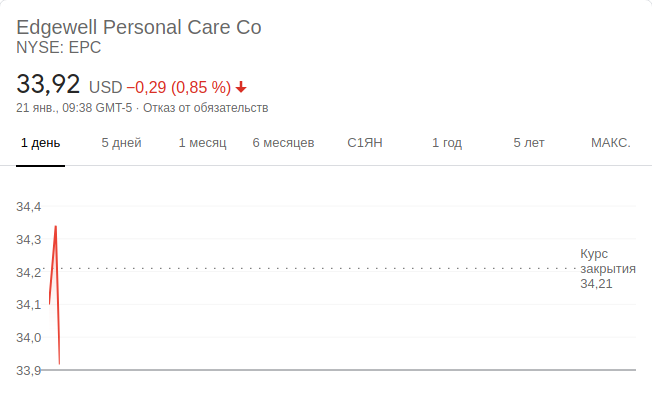 Edgewell Personal Care Co
NYSE: EPC
33,92 USD −0,29 (0,85 %)
21 янв., 09:38 GMT-5 · Отказ от обязательств
1 день 5 дней 1 месяц 6 месяцев С1ЯН 1 год 5 лет МАКС.
34,4
34,3
34,2
34,1
34,0
33,9
Курс
закрытия
34,21